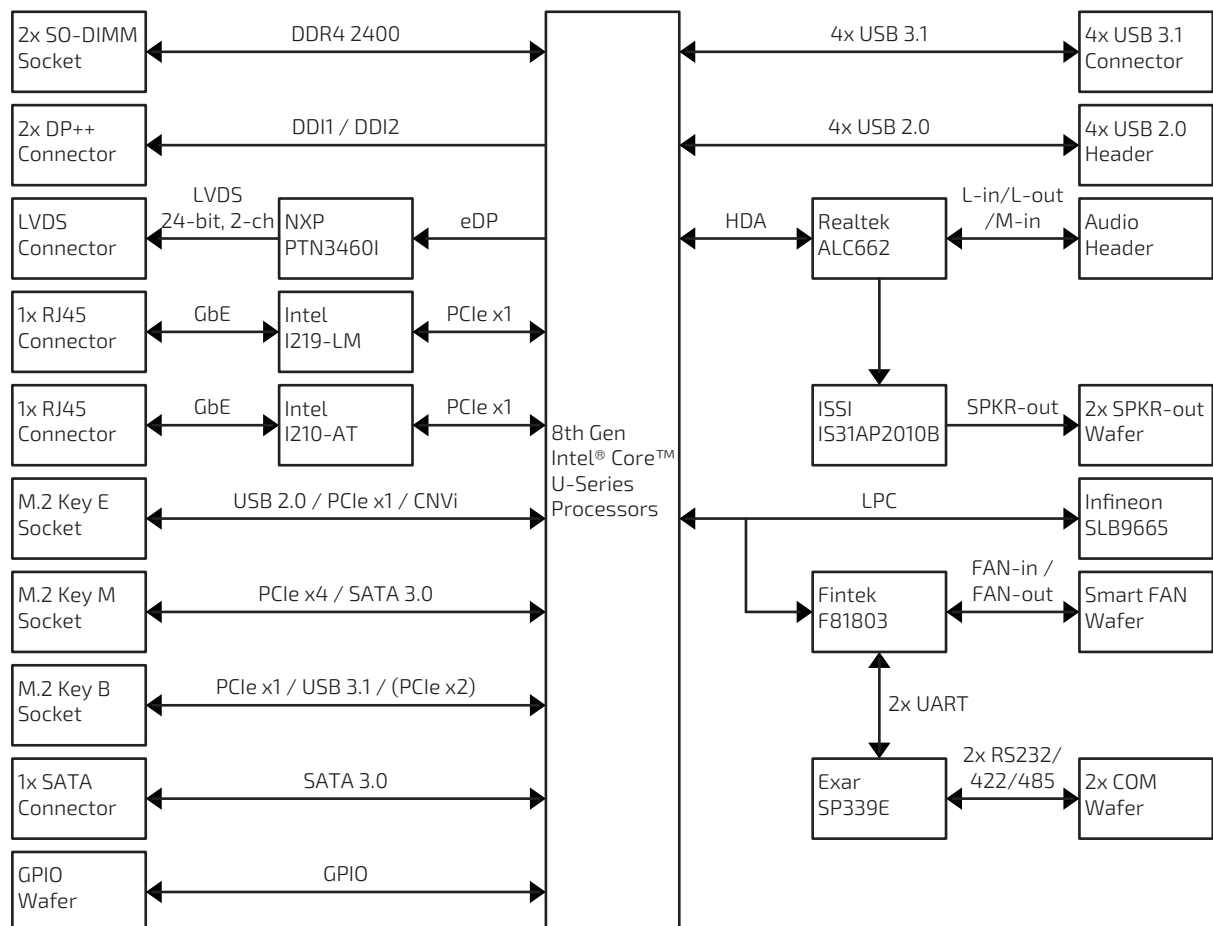 2x SO-DIMM
Socket
DDR4 2400
4x USB 3.1
4x USB 3.1
Connector
2x DP++
Connector
DDI1 / DDI2
4x USB 2.0
4x USB 2.0
Header
LVDS
Connector
LVDS
24-bit, 2-ch
NXP
PTN3460I
eDP
HDA
Realtek
ALC662
L-in/L-out
/M-in
Audio
Header
1x RJ45
Connector
GbE
Intel
I219-LM
PCIe x1
1x RJ45
Connector
GbE
Intel
I210-AT
PCIe x1
8th Gen
Intel® Core™
U-Series
Processors
ISSI
IS31AP2010B
SPKR-out
2x SPKR-out
Wafer
M.2 Key E
Socket
USB 2.0 / PCIe x1 / CNVi
LPC
Infineon
SLB9665
M.2 Key M
Socket
PCIe x4 / SATA 3.0
Fintek
F81803
FAN-in /
FAN-out
Smart FAN
Wafer
M.2 Key B
Socket
PCIe x1 / USB 3.1 / (PCIe x2)
2x UART
1x SATA
Connector
SATA 3.0
Exar
SP339E
2x RS232/
422/485
2x COM
Wafer
GPIO
Wafer
GPIO